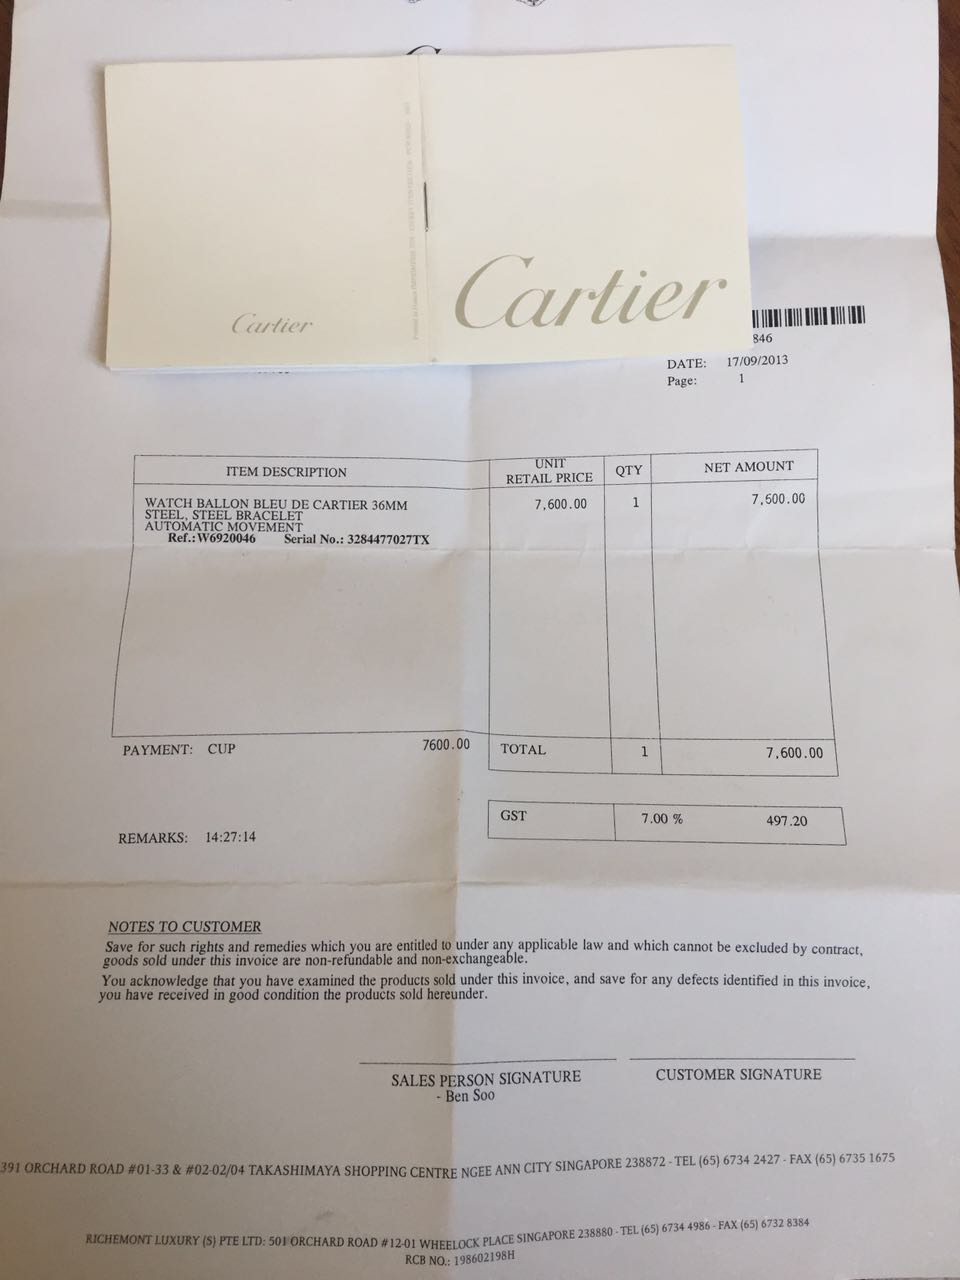 Cartier
Cartier
846
DATE: 17/09/2013
Page: 1
ITEM DESCRIPTION UNIT RETAIL PRICE QTY NET AMOUNT
WATCH BALLON BLEU DE CARTIER 36MM 7,600.00 1 7,600.00
STEEL, STEEL BRACELET
AUTOMATIC MOVEMENT
Ref.: W6920046 Serial No.: 3284477027TX
PAYMENT: CUP 7600.00 TOTAL 1 7,600.00
GST 7.00 % 497.20
REMARKS: 14:27:14
NOTES TO CUSTOMER
Save for such rights and remedies which you are entitled to under any applicable law and which cannot be excluded by contract,
goods sold under this invoice are non-refundable and non-exchangeable.
You acknowledge that you have examined the products sold under this invoice, and save for any defects identified in this invoice,
you have received in good condition the products sold hereunder.
SALES PERSON SIGNATURE CUSTOMER SIGNATURE
- Ben Soo
391 ORCHARD ROAD #01-33 & #02-02/04 TAKASHIMAYA SHOPPING CENTRE NGEE ANN CITY SINGAPORE 238872 - TEL (65) 6734 2427 - FAX (65) 6735 1675
RICHEMONT LUXURY (S) PTE LTD: 501 ORCHARD ROAD #12-01 WHEELOCK PLACE SINGAPORE 238880 - TEL (65) 6734 4986 - FAX (65) 6732 8384
RCB NO.: 198602198H